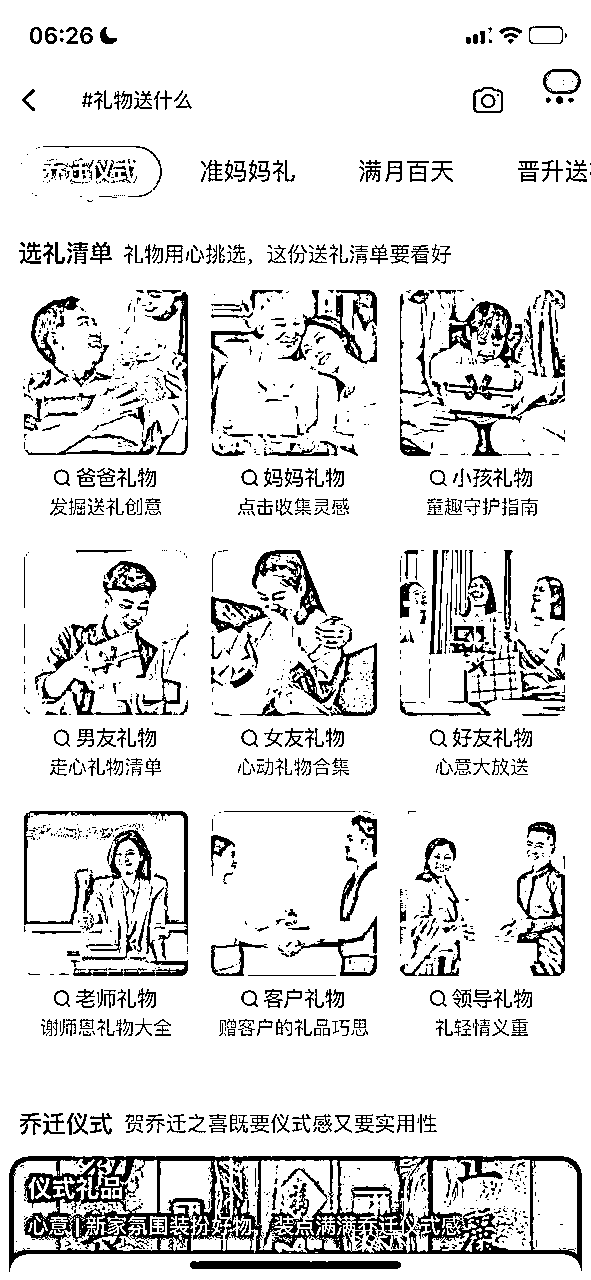 06:26
#礼物送什么
乔迁仪式 准妈妈礼 满月百天 晋升送
选礼清单 礼物用心挑选，这份送礼清单要看好
爸爸礼物 妈妈礼物 小孩礼物
发掘送礼创意 点击收集灵感 童趣守护指南
男友礼物 女友礼物 好友礼物
走心礼物清单 心动礼物合集 心意大放送
老师礼物 客户礼物 领导礼物
谢师恩礼物大全 赠客户的礼品巧思 礼轻情义重
乔迁仪式 贺乔迁之喜既要仪式感又要实用性
仪式礼品
心意 | 新家氛围装扮好物，装点满满乔迁仪式感